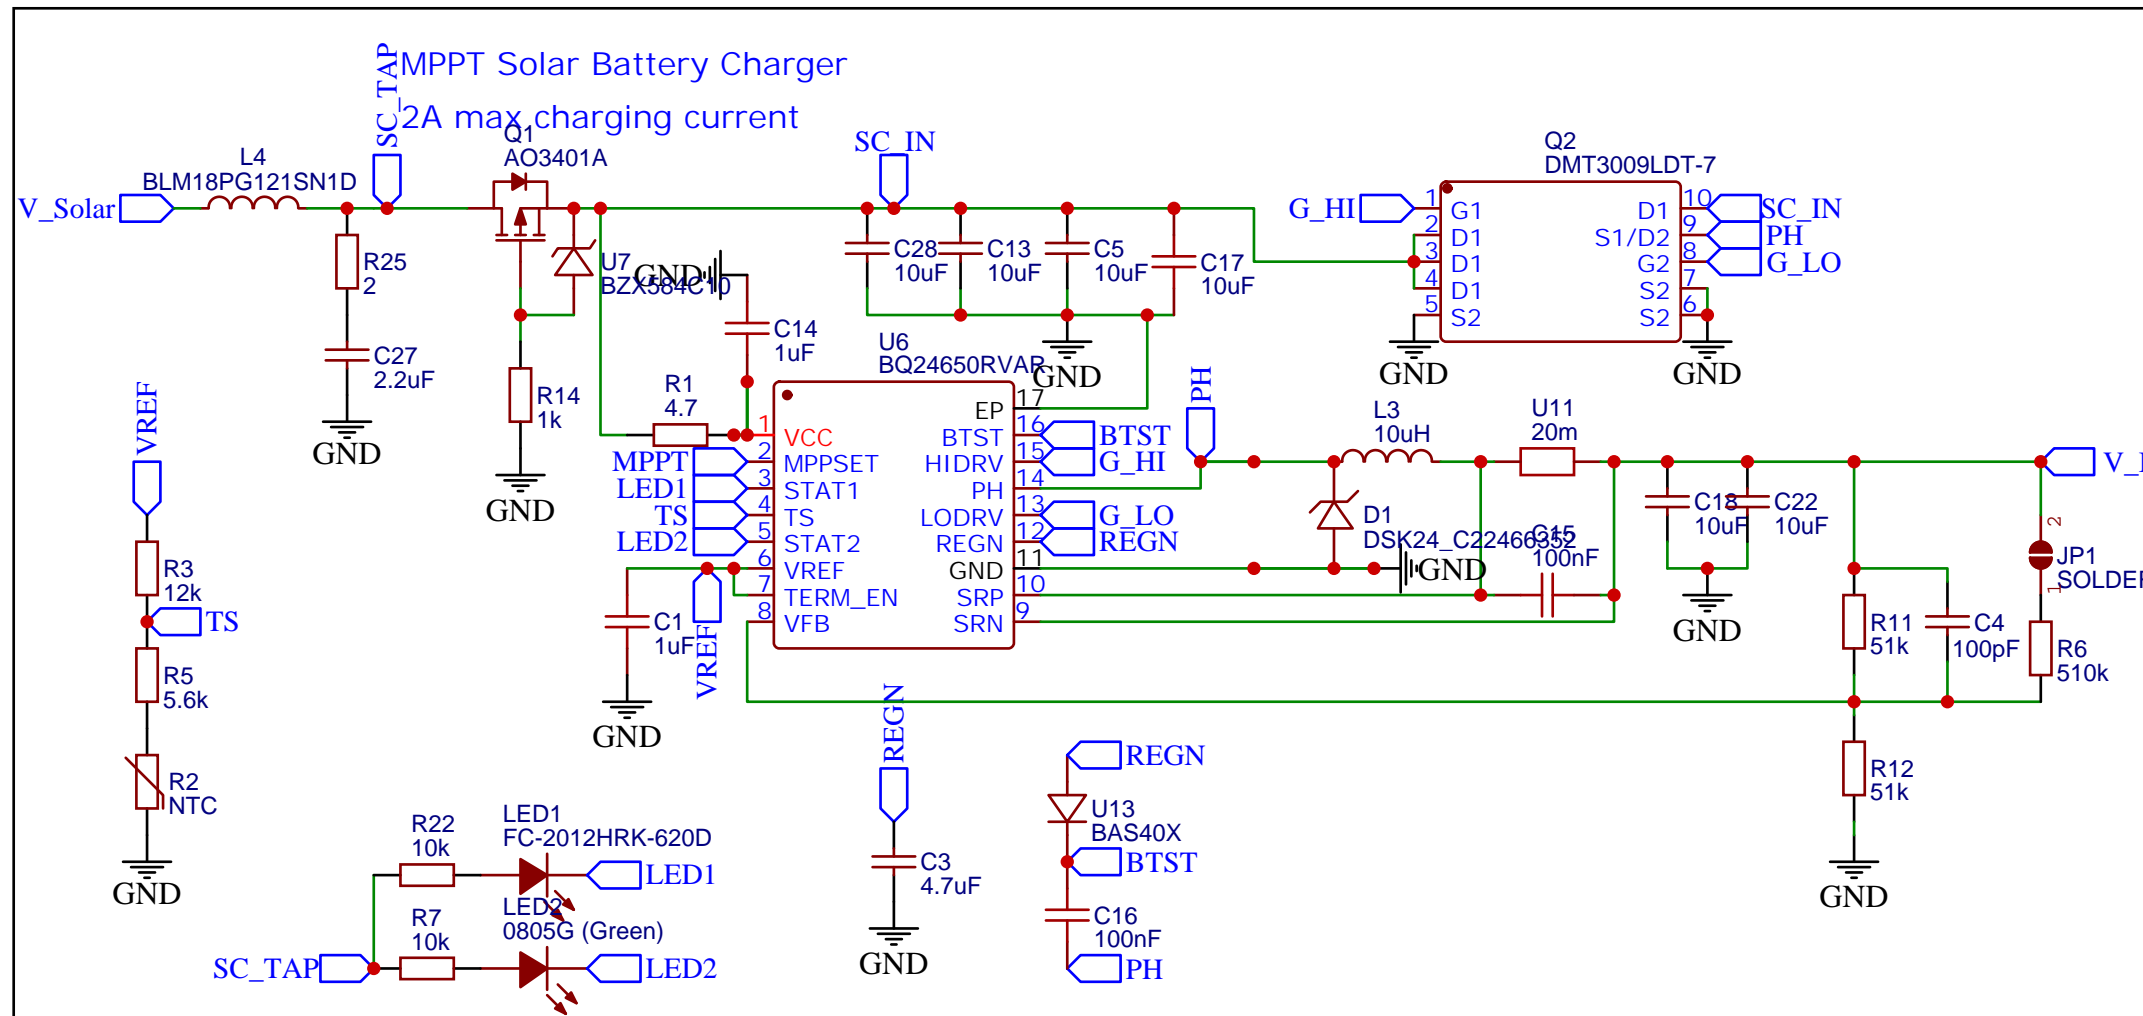 MPPT Solar Battery Charger
2A max charging current
SC_TAP
Q1
AO3401A
L4
BLM18PG121SN1D
V_Solar
R25
2
C27
2.2uF
GND
R14
1k
GND
U7
BZX584C10
GND
C14
1uF
R1
4.7
SC_IN
C28
10uF
C13
10uF
C5
10uF
C17
10uF
GND
Q2
DMT3009LDT-7
G_HI
1
2
3
4
5
G1
D1
D1
D1
S2
D1
S1/D2
G2
S2
S2
10
9
8
7
6
SC_IN
PH
G_LO
GND
GND
U6
BQ24650RVAR
MPPT
LED1
TS
LED2
1
2
3
4
5
6
7
8
VCC
MPPSET
STAT1
TS
STAT2
VREF
TERM_EN
VFB
EP
BTST
HIDRV
PH
LODRV
REGN
GND
SRP
SRN
17
16
15
14
13
12
11
10
9
BTST
G_HI
G_LO
REGN
PH
L3
10uH
U11
20m
D1
DSK24_C22466352
GND
C15
100nF
C18
10uF
C22
10uF
GND
2
JP1
1
R11
51k
C4
100pF
R6
510k
R12
51k
GND
VREF
R3
12k
TS
R5
5.6k
R2
NTC
GND
C1
1uF
VREF
GND
REGN
C3
4.7uF
GND
REGN
U13
BAS40X
BTST
C16
100nF
PH
R22
10k
LED1
FC-2012HRK-620D
LED1
R7
10k
LED2
0805G (Green)
LED2
SC_TAP